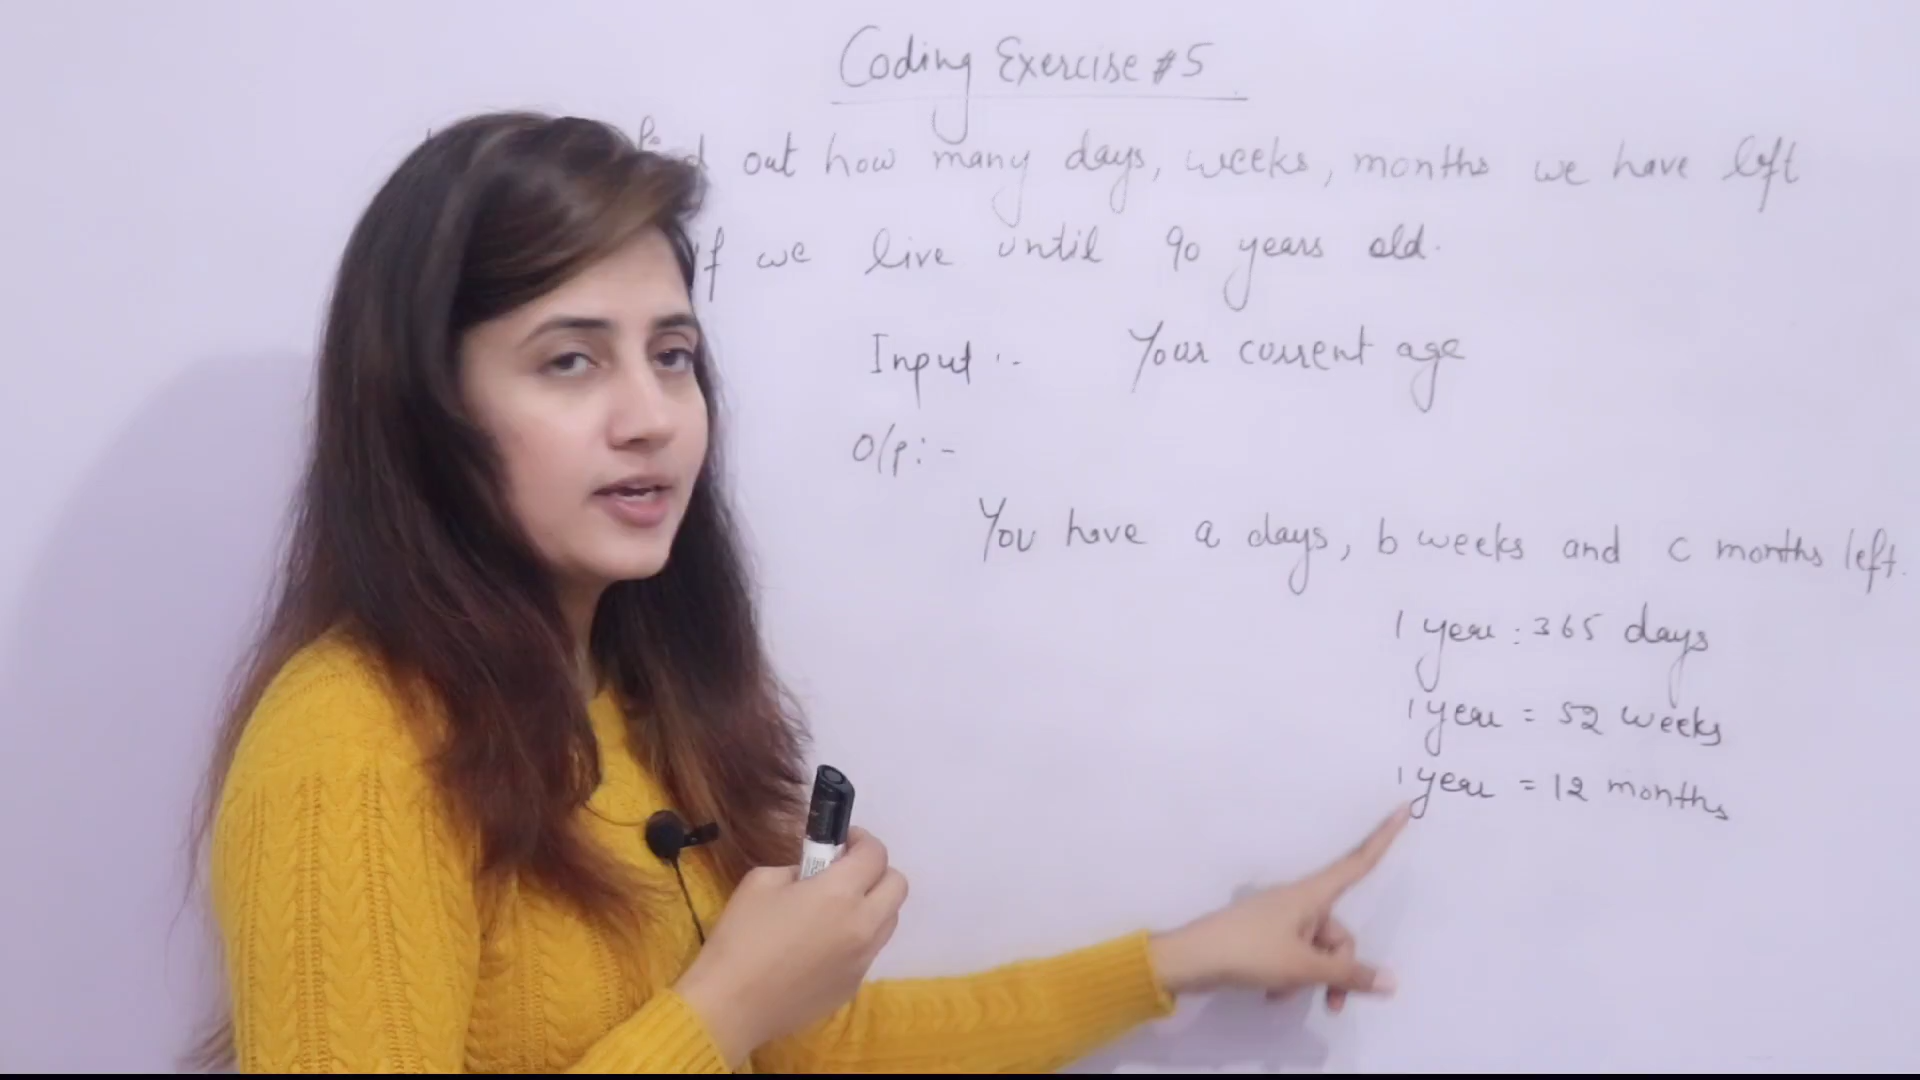 Coding Exercise #5
out how many days, weeks, months we have left
if we live until 90 years old.
Input :- Your current age
O/p:-
You have a days, b weeks and c months left.
1 year : 365 days
1 year = 52 weeks
1 year = 12 months